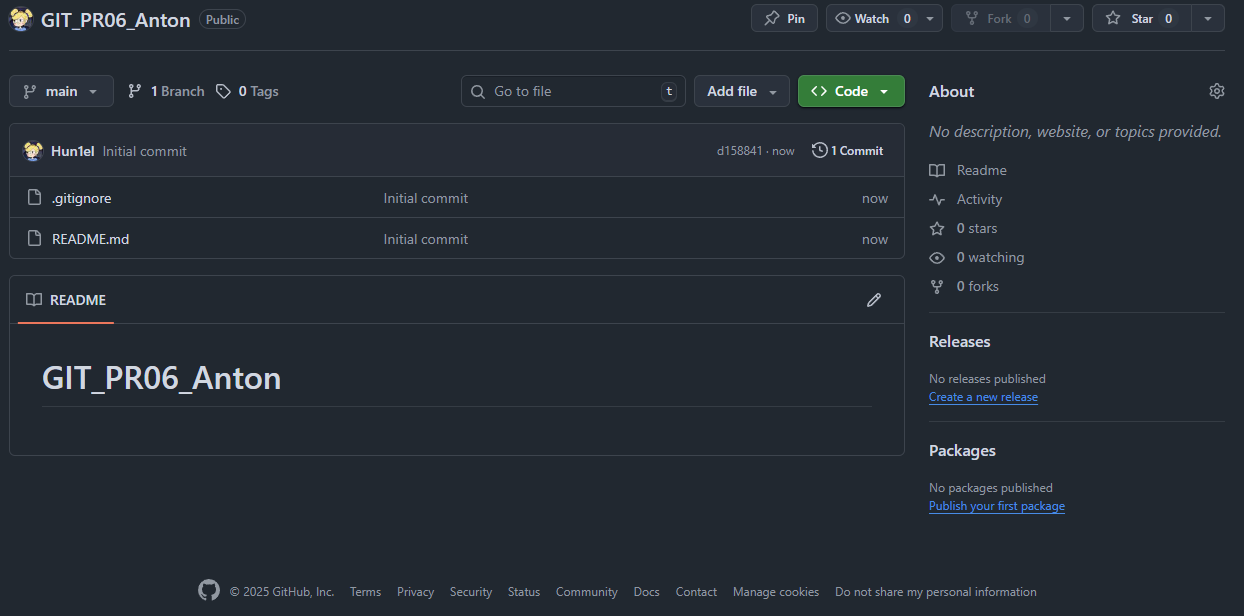 GIT_PR06_Anton Public Pin Watch 0 Fork 0 Star 0
main 1 Branch 0 Tags Go to file t Add file Code
Hun1el Initial commit d158841 · now 1 Commit
.gitignore Initial commit now
README.md Initial commit now
README
GIT_PR06_Anton
About
No description, website, or topics provided.
Readme
Activity
0 stars
0 watching
0 forks
Releases
No releases published
Create a new release
Packages
No packages published
Publish your first package
© 2025 GitHub, Inc. Terms Privacy Security Status Community Docs Contact Manage cookies Do not share my personal information